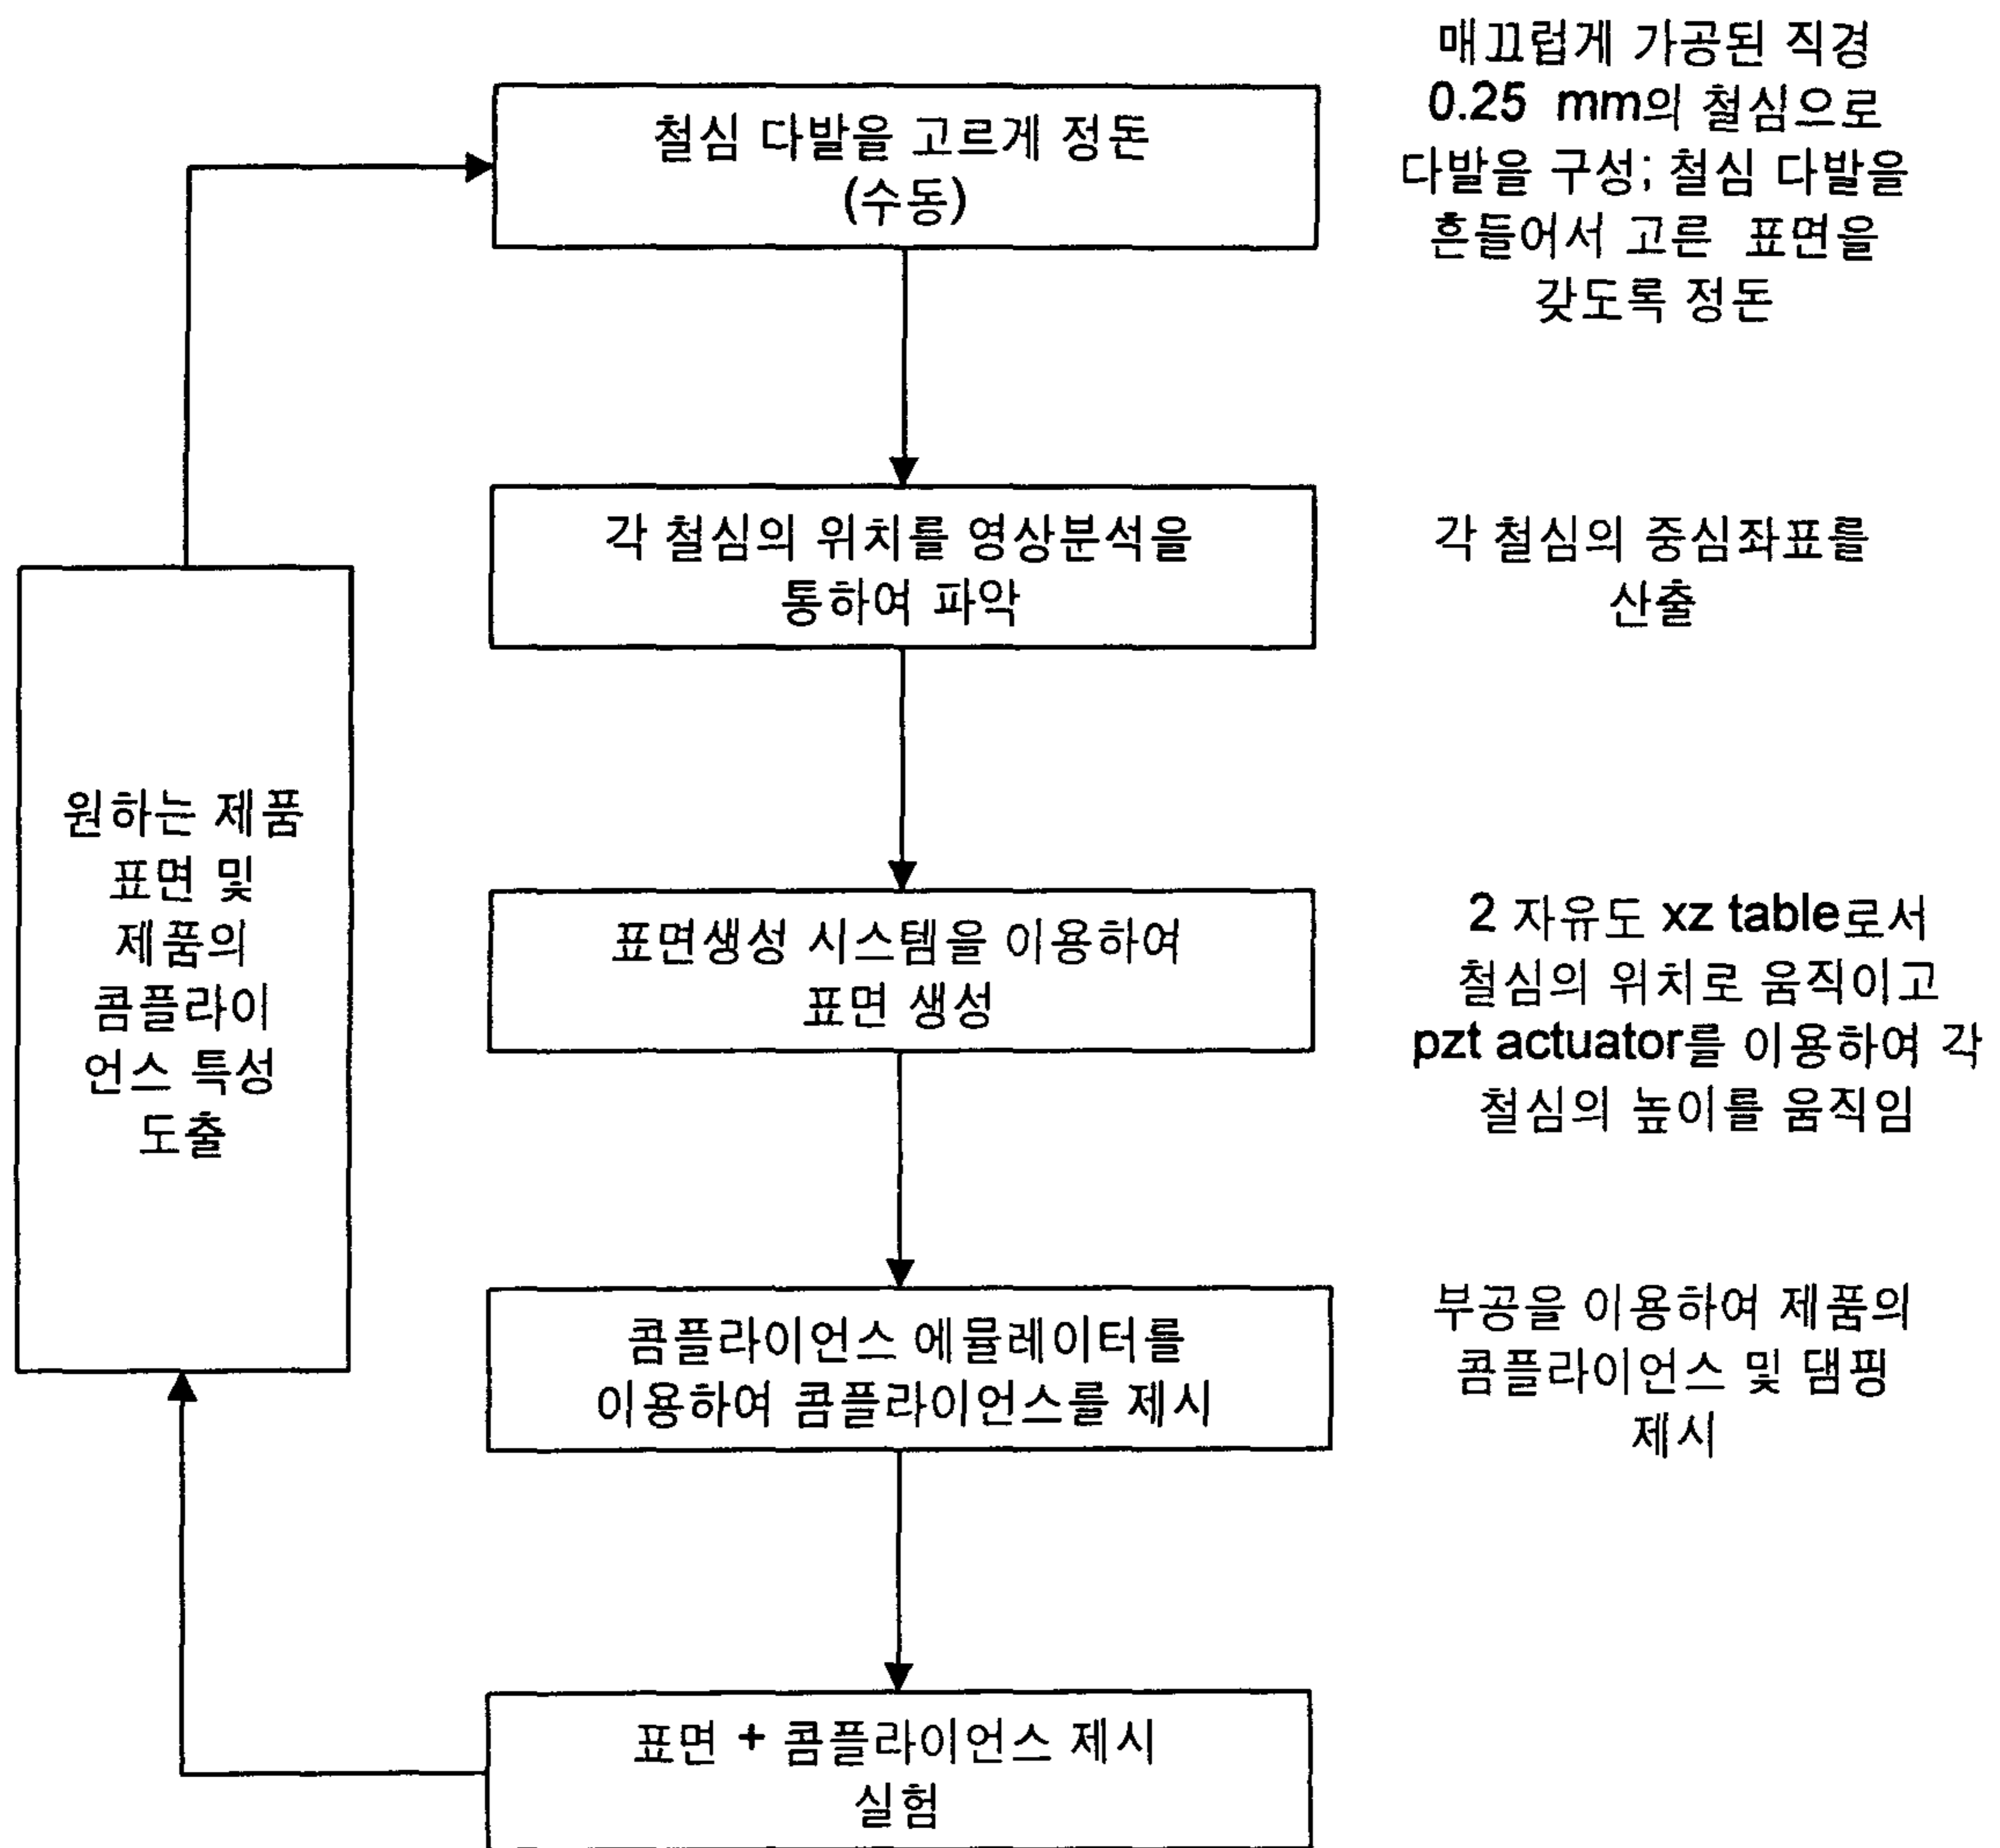 매끄럽게 가공된 직경
0.25 mm의 철심으로
다발을 구성; 철심 다발을
흔들어서 고른 표면을
갖도록 정돈
철심 다발을 고르게 정돈
(수동)
각 철심의 위치를 영상분석을
통하여 파악
각 철심의 중심좌표를
산출
원하는 제품
표면 및
제품의
콤플라이
언스 특성
도출
표면생성 시스템을 이용하여
표면 생성
2 자유도 xz table로서
철심의 위치로 움직이고
pzt actuator를 이용하여 각
철심의 높이를 움직임
콤플라이언스 에뮬레이터를
이용하여 콤플라이언스를 제시
부공을 이용하여 제품의
콤플라이언스 및 댐핑
제시
표면 + 콤플라이언스 제시
실험